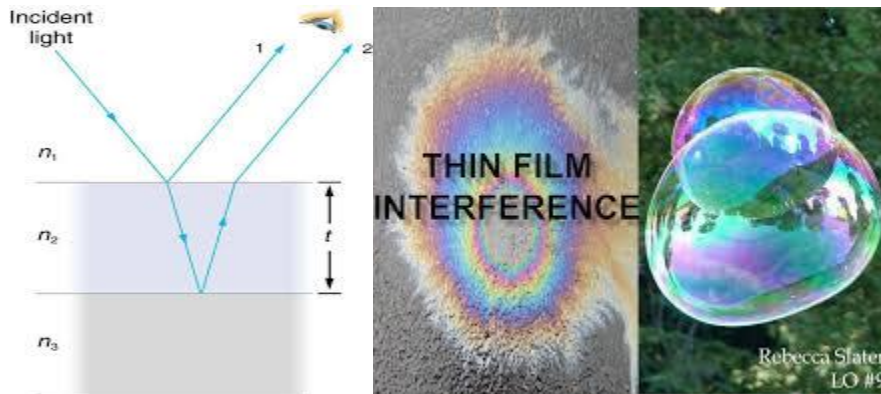 Incident
light
1
2
n₁
n₂
t
n₃
THIN FILM
INTERFERENCE
Rebecca Slater
LO #9